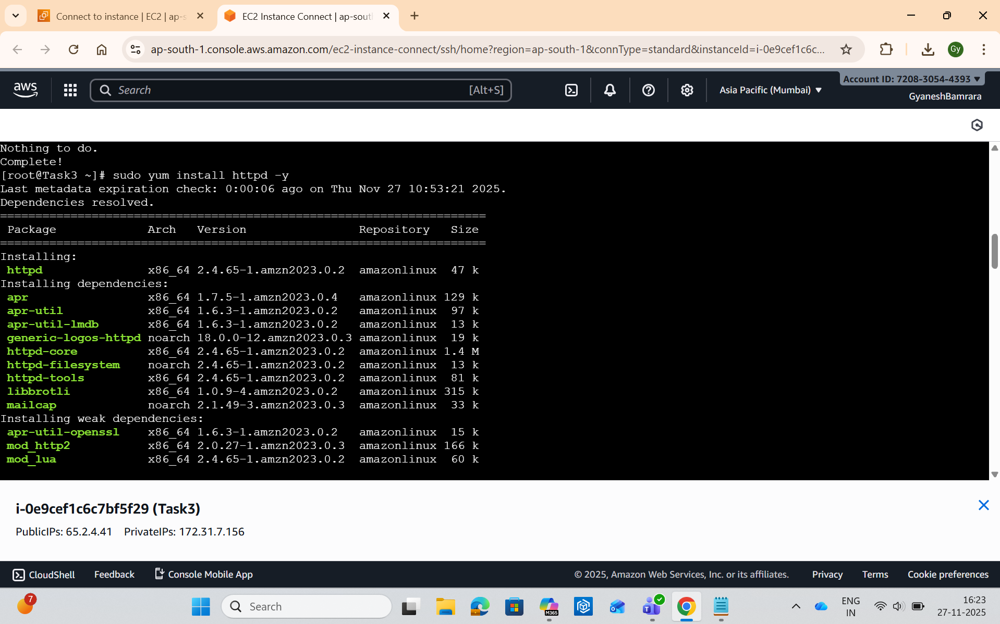 Connect to instance | EC2 | ap-s
EC2 Instance Connect | ap-sout
ap-south-1.console.aws.amazon.com/ec2-instance-connect/ssh/home?region=ap-south-1&connType=standard&instanceId=i-0e9cef1c6c...
Gy
aws
Search
[Alt+S]
Asia Pacific (Mumbai) ▼
Account ID: 7208-3054-4393 ▼
GyaneshBamrara
Nothing to do.
Complete!
[root@Task3 ~]# sudo yum install httpd -y
Last metadata expiration check: 0:00:06 ago on Thu Nov 27 10:53:21 2025.
Dependencies resolved.
=====================================================================
Package Arch Version Repository Size
=====================================================================
Installing:
httpd x86_64 2.4.65-1.amzn2023.0.2 amazonlinux 47 k
Installing dependencies:
apr x86_64 1.7.5-1.amzn2023.0.4 amazonlinux 129 k
apr-util x86_64 1.6.3-1.amzn2023.0.2 amazonlinux 97 k
apr-util-lmdb x86_64 1.6.3-1.amzn2023.0.2 amazonlinux 13 k
generic-logos-httpd noarch 18.0.0-12.amzn2023.0.3 amazonlinux 19 k
httpd-core x86_64 2.4.65-1.amzn2023.0.2 amazonlinux 1.4 M
httpd-filesystem noarch 2.4.65-1.amzn2023.0.2 amazonlinux 13 k
httpd-tools x86_64 2.4.65-1.amzn2023.0.2 amazonlinux 81 k
libbrotli x86_64 1.0.9-4.amzn2023.0.2 amazonlinux 315 k
mailcap noarch 2.1.49-3.amzn2023.0.3 amazonlinux 33 k
Installing weak dependencies:
apr-util-openssl x86_64 1.6.3-1.amzn2023.0.2 amazonlinux 15 k
mod_http2 x86_64 2.0.27-1.amzn2023.0.3 amazonlinux 166 k
mod_lua x86_64 2.4.65-1.amzn2023.0.2 amazonlinux 60 k
i-0e9cef1c6c7bf5f29 (Task3)
PublicIPs: 65.2.4.41 PrivateIPs: 172.31.7.156
CloudShell Feedback Console Mobile App © 2025, Amazon Web Services, Inc. or its affiliates. Privacy Terms Cookie preferences
7
Search
M365
ENG
IN
16:23
27-11-2025